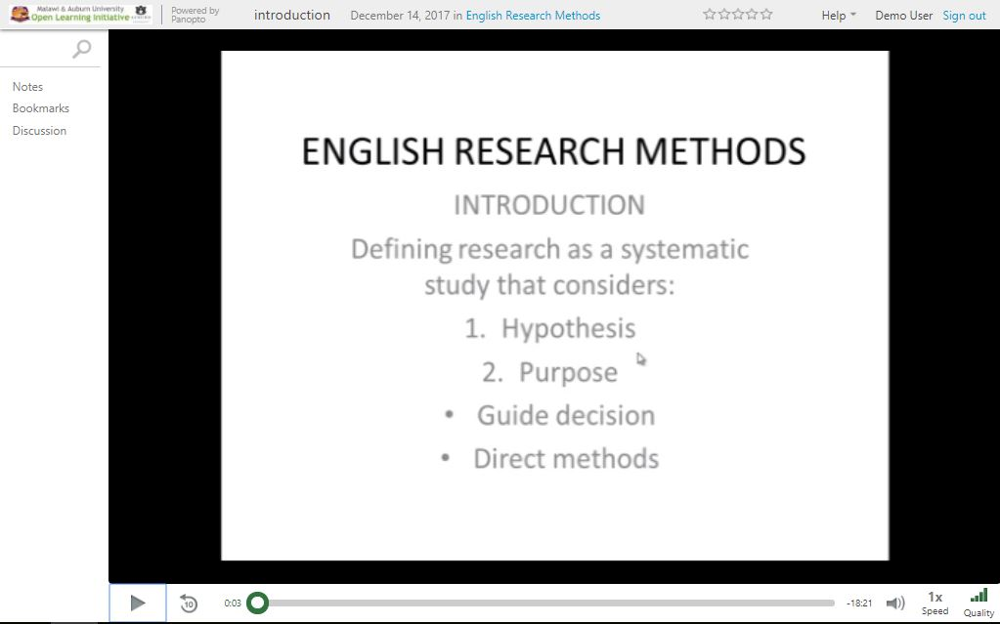 Malawi & Auburn University
Open Learning Initiative
Powered by
Panopto
introduction
December 14, 2017 in English Research Methods
Help
Demo User
Sign out
Notes
Bookmarks
Discussion
ENGLISH RESEARCH METHODS
INTRODUCTION
Defining research as a systematic
study that considers:
1. Hypothesis
2. Purpose
• Guide decision
• Direct methods
10
0:03
-18:21
1x
Speed
Quality